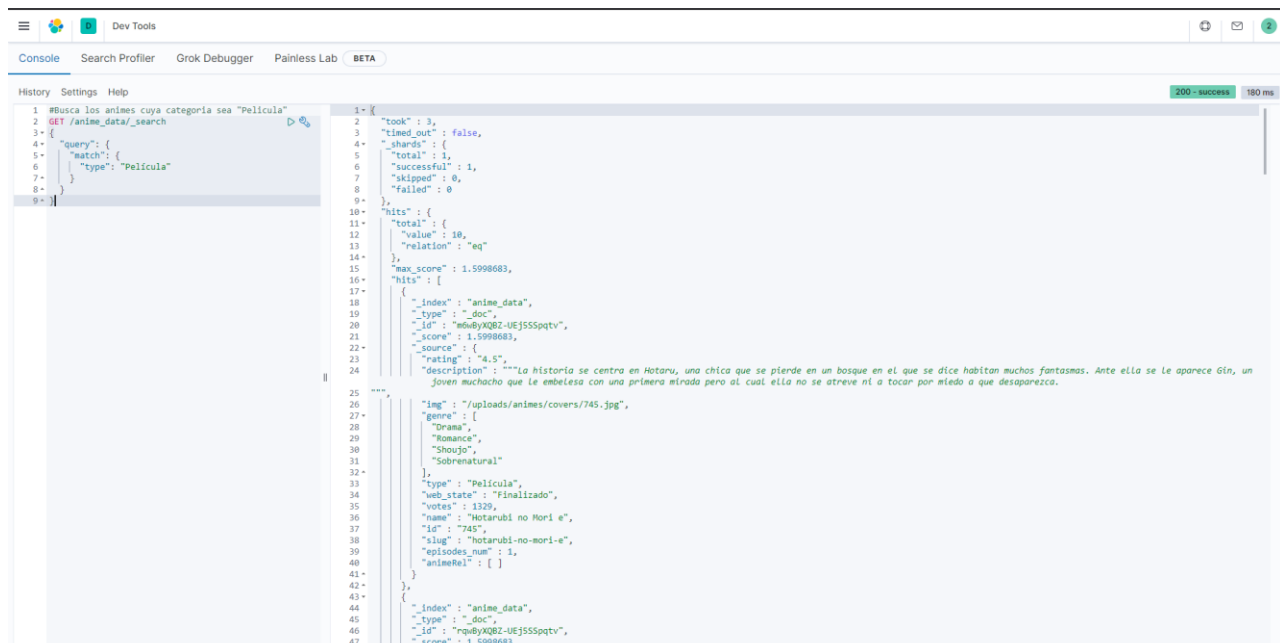 D Dev Tools 2
Console Search Profiler Grok Debugger Painless Lab BETA
History Settings Help 200 - success 180 ms
1 #Busca los animes cuya categoria sea "Pelicula"
2 GET /anime_data/_search
3 {
4 "query": {
5 "match": {
6 "type": "Película"
7 }
8 }
9 }
1 {
2 "took" : 3,
3 "timed_out" : false,
4 "_shards" : {
5 "total" : 1,
6 "successful" : 1,
7 "skipped" : 0,
8 "failed" : 0
9 },
10 "hits" : {
11 "total" : {
12 "value" : 10,
13 "relation" : "eq"
14 },
15 "max_score" : 1.5998683,
16 "hits" : [
17 {
18 "_index" : "anime_data",
19 "_type" : "_doc",
20 "_id" : "m6wByXQBZ-UEj5SSpqtv",
21 "_score" : 1.5998683,
22 "_source" : {
23 "rating" : "4.5",
24 "description" : """La historia se centra en Hotaru, una chica que se pierde en un bosque en el que se dice habitan muchos fantasmas. Ante ella se le aparece Gin, un
joven muchacho que le embelesa con una primera mirada pero al cual ella no se atreve ni a tocar por miedo a que desaparezca.
25 """,
26 "img" : "/uploads/animes/covers/745.jpg",
27 "genre" : [
28 "Drama",
29 "Romance",
30 "Shoujo",
31 "Sobrenatural"
32 ],
33 "type" : "Película",
34 "web_state" : "Finalizado",
35 "votes" : 1329,
36 "name" : "Hotarubi no Mori e",
37 "id" : "745",
38 "slug" : "hotarubi-no-mori-e",
39 "episodes_num" : 1,
40 "animeRel" : [ ]
41 }
42 },
43 {
44 "_index" : "anime_data",
45 "_type" : "_doc",
46 "_id" : "rqwByXQBZ-UEj5SSpqtv",
47 "_score" : 1.5998683